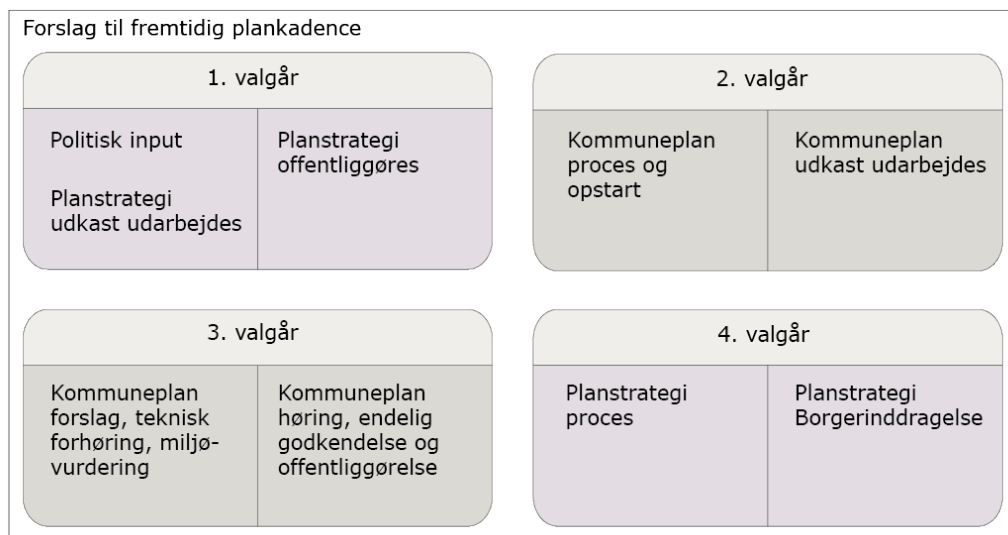 Forslag til fremtidig plankadence
1. valgår
Politisk input
Planstrategi
udkast udarbejdes
Planstrategi
offentliggøres
2. valgår
Kommuneplan
proces og
opstart
Kommuneplan
udkast udarbejdes
3. valgår
Kommuneplan
forslag, teknisk
forhøring, miljø-
vurdering
Kommuneplan
høring, endelig
godkendelse og
offentliggørelse
4. valgår
Planstrategi
proces
Planstrategi
Borgerinddragelse